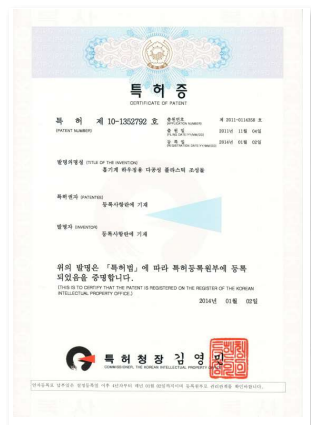 특허증
CERTIFICATE OF PATENT
특 허 제 10-1352792 호
(PATENT NUMBER)
출원번호
(APPLICATION NUMBER)
제 2011-0114358 호
출 원 일
(FILING DATE:YY/MM/DD)
2011년 11월 04일
등 록 일
(REGISTRATION DATE:YY/MM/DD)
2014년 01월 02일
발명의명칭 (TITLE OF THE INVENTION)
흡기계 하우징용 다공성 플라스틱 조성물
특허권자 (PATENTEE)
등록사항란에 기재
발명자 (INVENTOR)
등록사항란에 기재
위의 발명은 「특허법」에 따라 특허등록원부에 등록
되었음을 증명합니다.
(THIS IS TO CERTIFY THAT THE PATENT IS REGISTERED ON THE REGISTER OF THE KOREAN
INTELLECTUAL PROPERTY OFFICE.)
2014년 01월 02일
특허청장 김영민
COMMISSIONER, THE KOREAN INTELLECTUAL PROPERTY